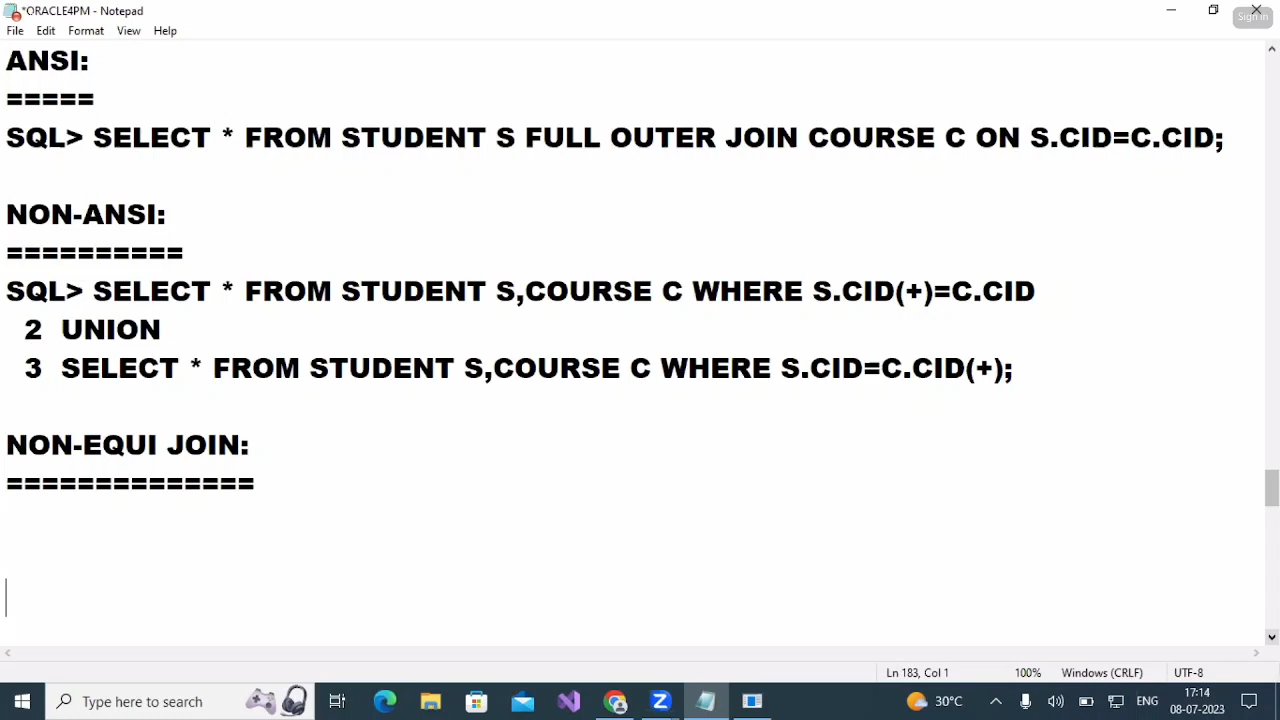 *ORACLE4PM - Notepad
Sign in
File Edit Format View Help
ANSI:
=====
SQL> SELECT * FROM STUDENT S FULL OUTER JOIN COURSE C ON S.CID=C.CID;
NON-ANSI:
==========
SQL> SELECT * FROM STUDENT S,COURSE C WHERE S.CID(+)=C.CID
2 UNION
3 SELECT * FROM STUDENT S,COURSE C WHERE S.CID=C.CID(+);
NON-EQUI JOIN:
==============
Ln 183, Col 1 100% Windows (CRLF) UTF-8
Type here to search 30°C ENG 17:14
08-07-2023